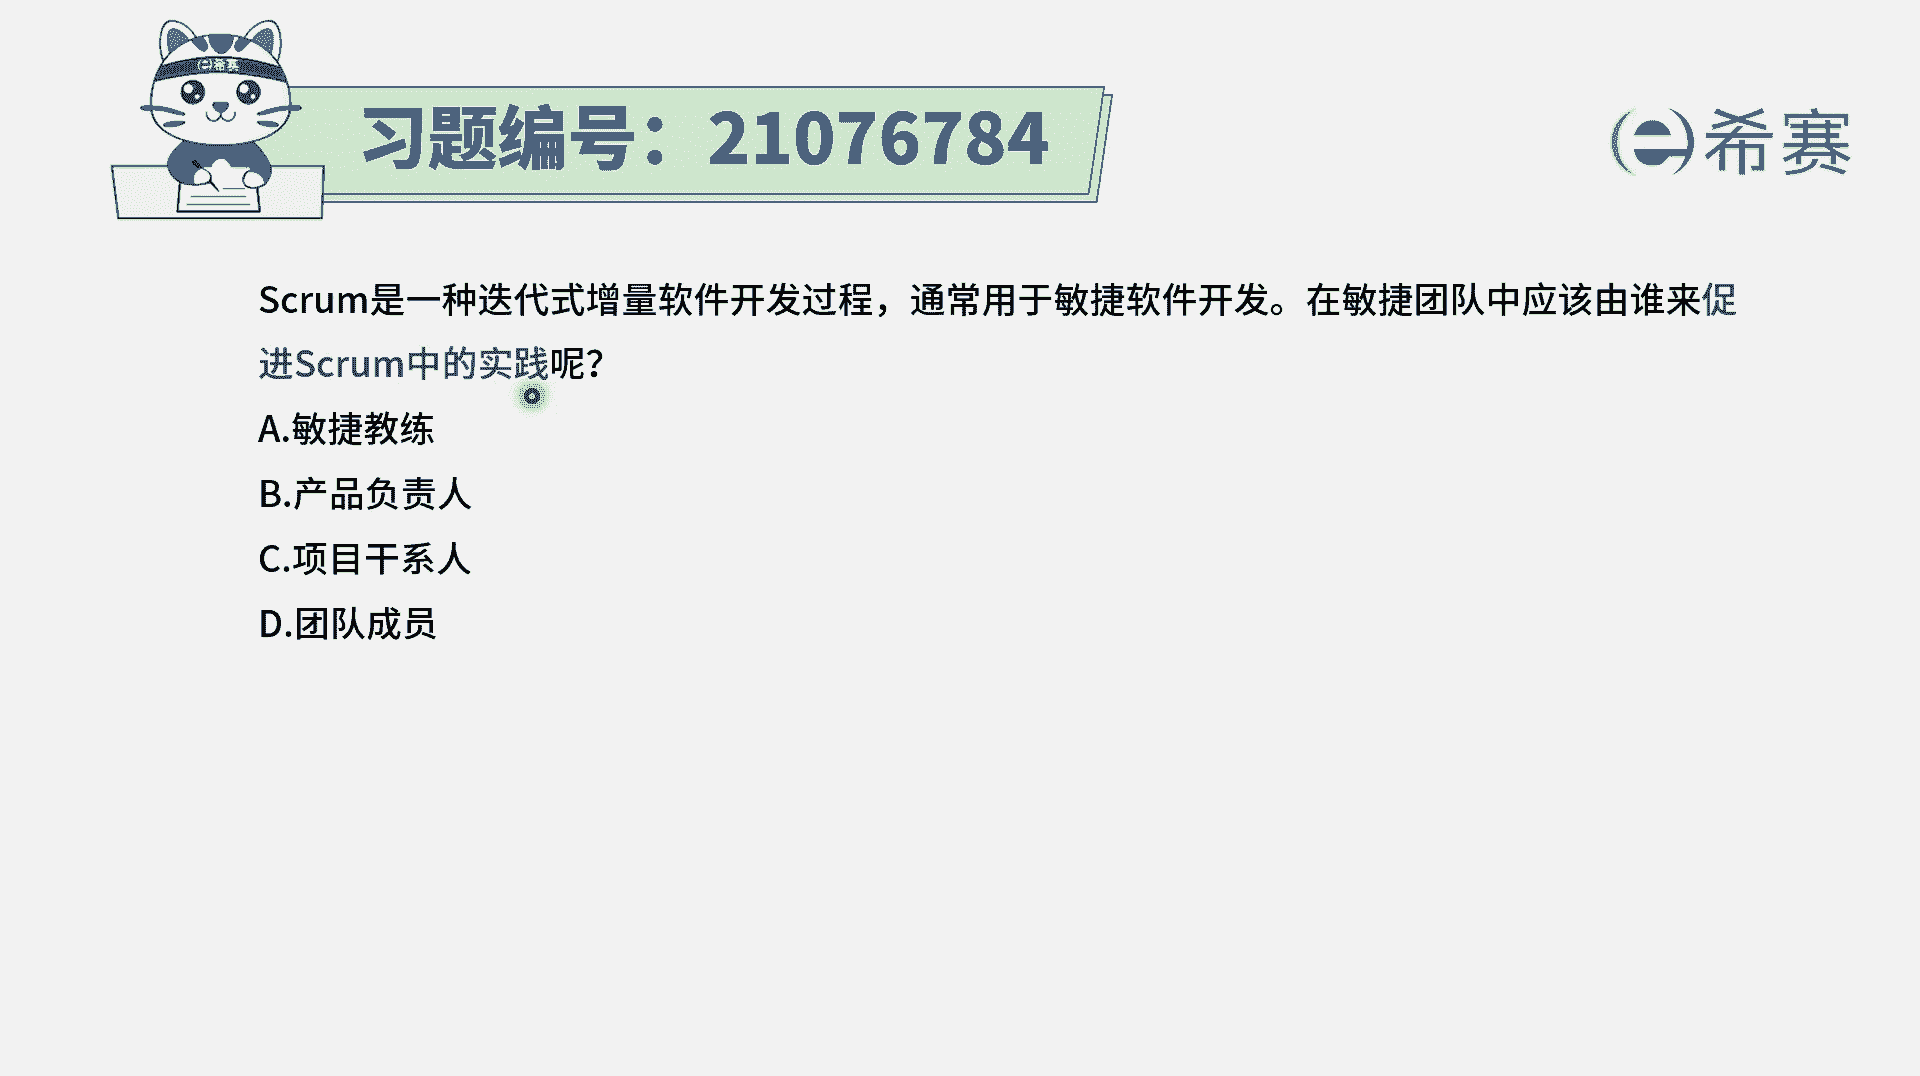 希赛
习题编号：21076784
希赛
Scrum是一种迭代式增量软件开发过程，通常用于敏捷软件开发。在敏捷团队中应该由谁来促
进Scrum中的实践呢？
A.敏捷教练
B.产品负责人
C.项目干系人
D.团队成员